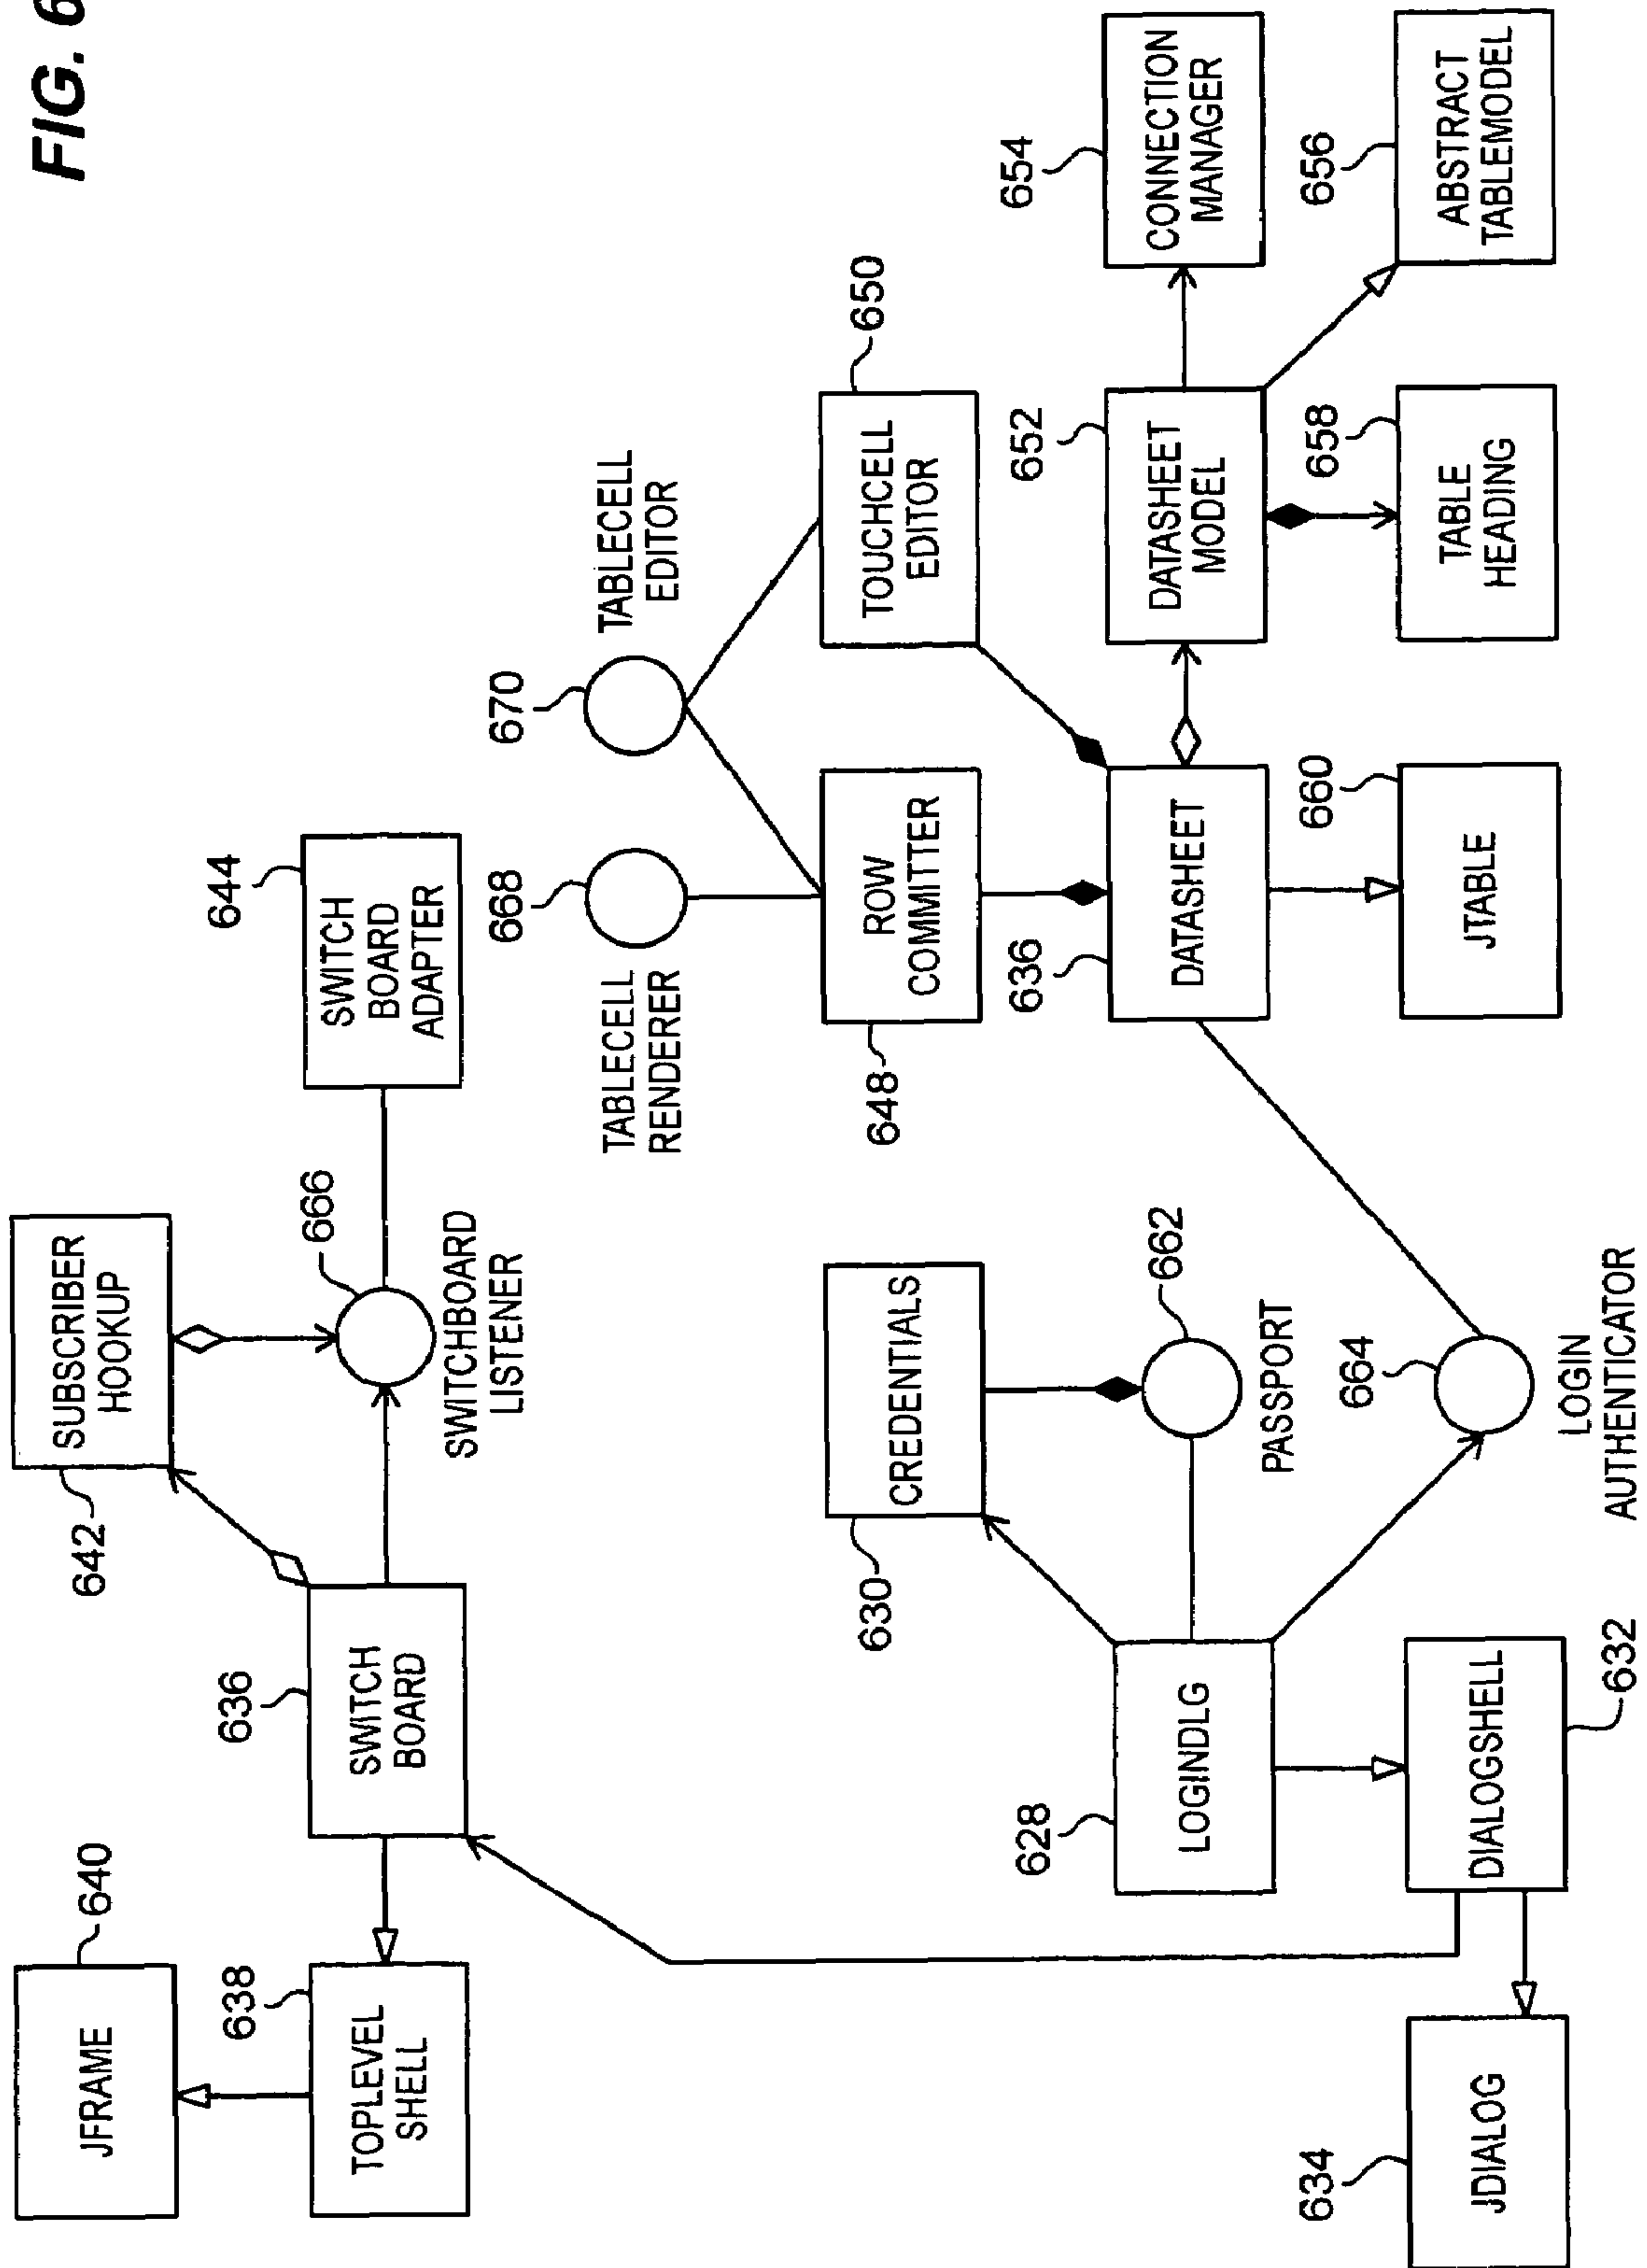 FIG. 6
JFRAME
640
TOPLEVEL
SHELL
638
SWITCH
BOARD
636
SUBSCRIBER
HOOKUP
642
666
SWITCHBOARD
LISTENER
SWITCH
BOARD
ADAPTER
644
TABLECELL
RENDERER
668
TABLECELL
EDITOR
670
CREDENTIALS
630
ROW
COMMITTER
648
TOUCHCELL
EDITOR
650
LOGINDLG
628
PASSPORT
662
DATASHEET
636
DATASHEET
MODEL
652
CONNECTION
MANAGER
654
JDIALOG
634
DIALOGSHELL
632
LOGIN
AUTHENTICATOR
664
JTABLE
660
TABLE
HEADING
658
ABSTRACT
TABLEMODEL
656